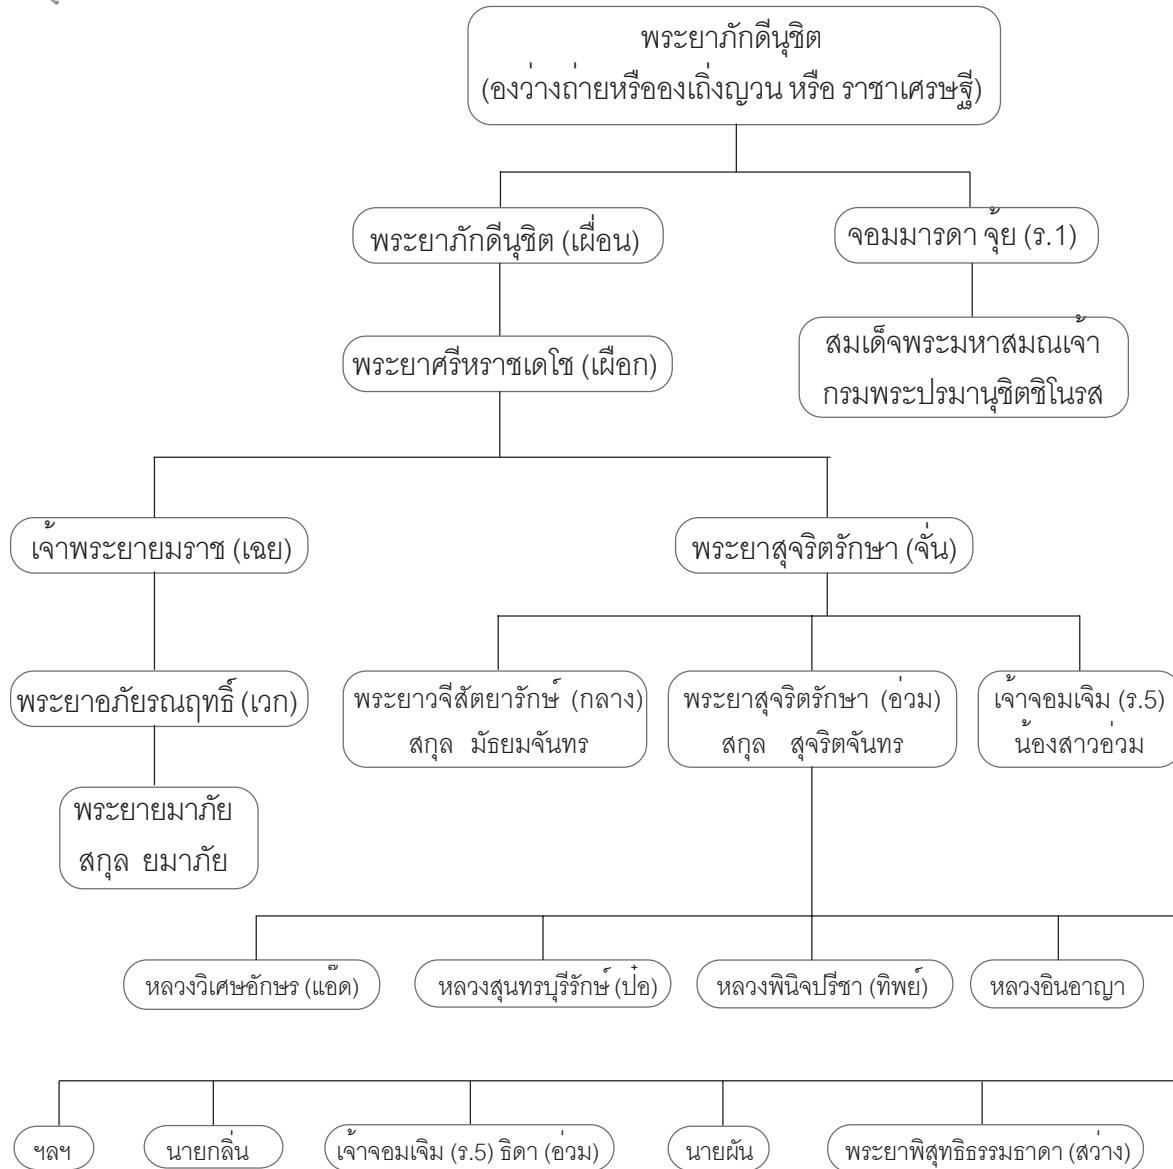 พระยาภักดีนุชิต
(องว่างถ่ายหรือองเถิ่งญวน หรือ ราชาเศรษฐี)
พระยาภักดีนุชิต (เผื่อน)
จอมมารดา จุ้ย (ร.1)
พระยาศรีหราชเดโช (เผือก)
สมเด็จพระมหาสมณเจ้า
กรมพระปรมานุชิตชิโนรส
เจ้าพระยายมราช (เฉย)
พระยาสุจริตรักษา (จั่น)
พระยาอภัยรณฤทธิ์ (เวก)
พระยาวจีสัตยารักษ์ (กลาง)
สกุล มัธยมจันทร
พระยาสุจริตรักษา (อ่วม)
สกุล สุจริตจันทร
เจ้าจอมเจิม (ร.5)
น้องสาวอ่วม
พระยายมาภัย
สกุล ยมาภัย
หลวงวิเศษอักษร (แอ๊ด)
หลวงสุนทรบุรีรักษ์ (ป๋อ)
หลวงพินิจปรีชา (ทิพย์)
หลวงอินอาญา
ฯลฯ
นายกลิ่น
เจ้าจอมเจิม (ร.5) ธิดา (อ่วม)
นายผัน
พระยาพิสุทธิธรรมธาดา (สว่าง)